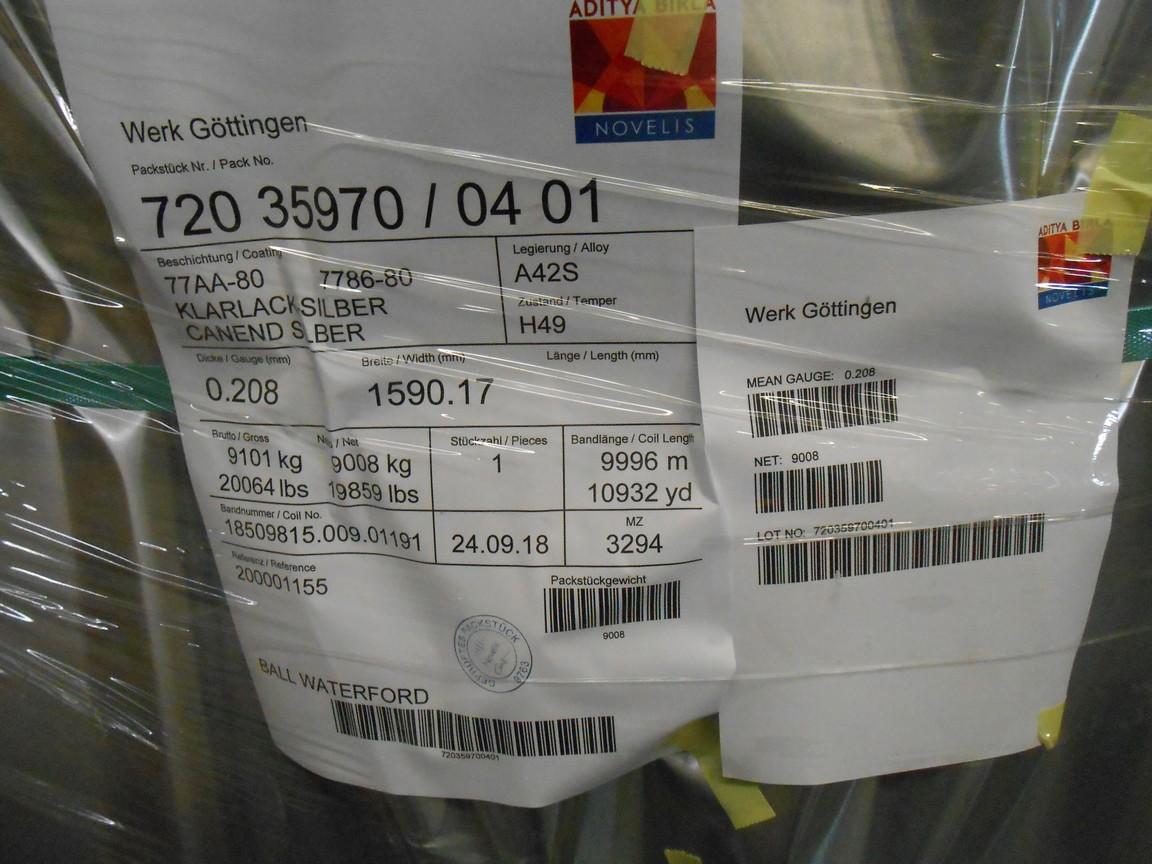 ADITYA BIRLA
NOVELIS
Werk Göttingen
Packstück Nr. / Pack No.
720 35970 / 04 01
Beschichtung / Coating
77AA-80 7786-80
KLARLACK SILBER
CANEND SILBER
Legierung / Alloy
A42S
Zustand / Temper
H49
Dicke / Gauge (mm)
0.208
Breite / Width (mm)
1590.17
Länge / Length (mm)
Brutto / Gross
9101 kg
20064 lbs
Netto / Net
9008 kg
19859 lbs
Stückzahl / Pieces
1
Bandlänge / Coil Length
9996 m
10932 yd
Bandnummer / Coil No.
18509815.009.01191
24.09.18
MZ
3294
Referenz / Reference
200001155
Packstückgewicht
9008
GEPRÜFTES PACKSTÜCK
BALL WATERFORD
720359700401
ADITYA BIRLA
NOVELIS
Werk Göttingen
MEAN GAUGE: 0.208
NET: 9008
LOT NO: 720359700401